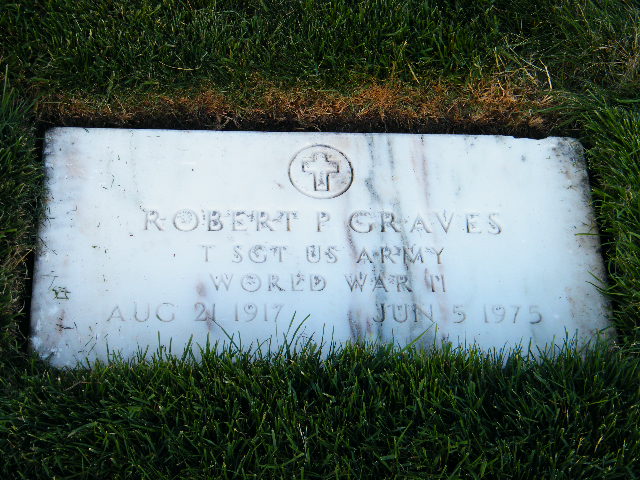 ROBERT P GRAVES
T SGT US ARMY
WORLD WAR II
AUG 21 1917 JUN 5 1975